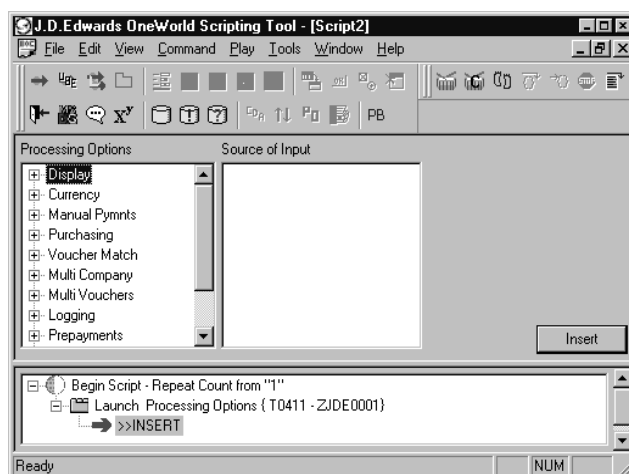 J.D.Edwards OneWorld Scripting Tool - [Script2]
File Edit View Command Play Tools Window Help
UBE
X^y
PB
Processing Options
Source of Input
Display
Currency
Manual Pymnts
Purchasing
Voucher Match
Multi Company
Multi Vouchers
Logging
Prepayments
Insert
Begin Script - Repeat Count from "1"
Launch Processing Options { T0411 - ZJDE0001}
>>INSERT
Ready
NUM